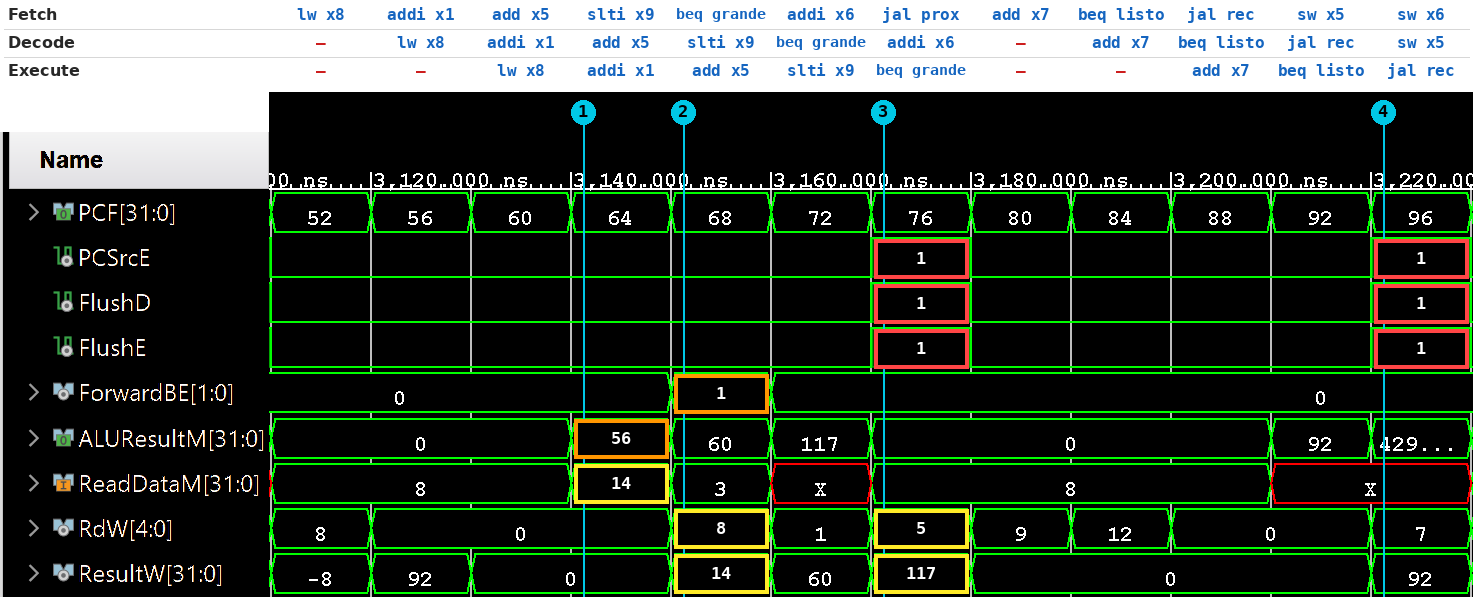 Fetch lw x8 addi x1 add x5 slti x9 beq grande addi x6 jal prox add x7 beq listo jal rec sw x5 sw x6
Decode — lw x8 addi x1 add x5 slti x9 beq grande addi x6 — add x7 beq listo jal rec sw x5
Execute — — lw x8 addi x1 add x5 slti x9 beq grande — — add x7 beq listo jal rec
1 2 3 4
Name
00 ns 3,120.000 ns 3,140.000 ns 3,160.000 ns 3,180.000 ns 3,200.000 ns 3,220.00
PCF[31:0] 52 56 60 64 68 72 76 80 84 88 92 96
PCSrcE 1 1
FlushD 1 1
FlushE 1 1
ForwardBE[1:0] 0 1 0
ALUResultM[31:0] 0 56 60 117 0 92 429...
ReadDataM[31:0] 8 14 3 X 8 X
RdW[4:0] 8 0 8 1 5 9 12 0 7
ResultW[31:0] -8 92 0 14 60 117 0 92